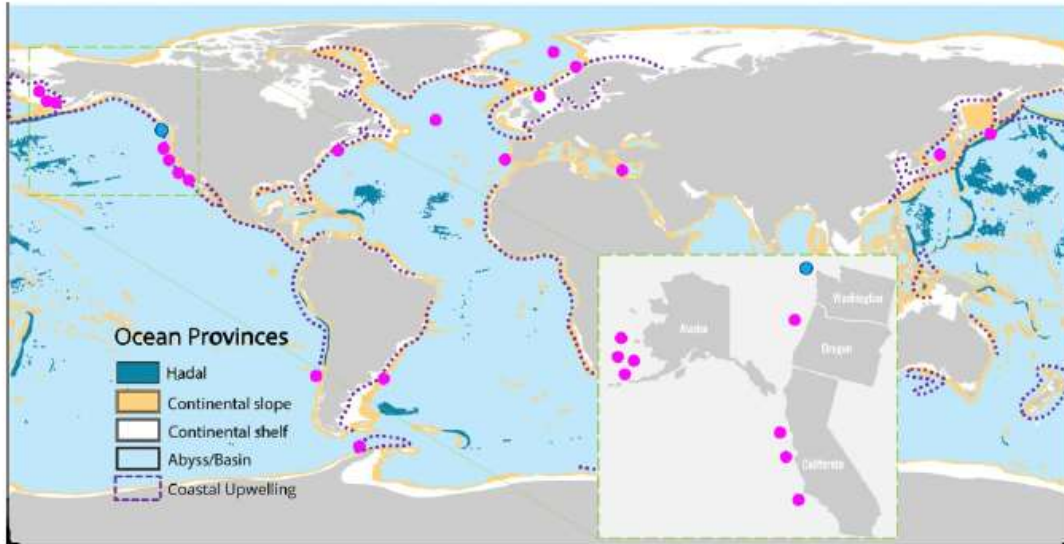 Ocean Provinces
Hadal
Continental slope
Continental shelf
Abyss/Basin
Coastal Upwelling
Alaska
Washington
Oregon
California